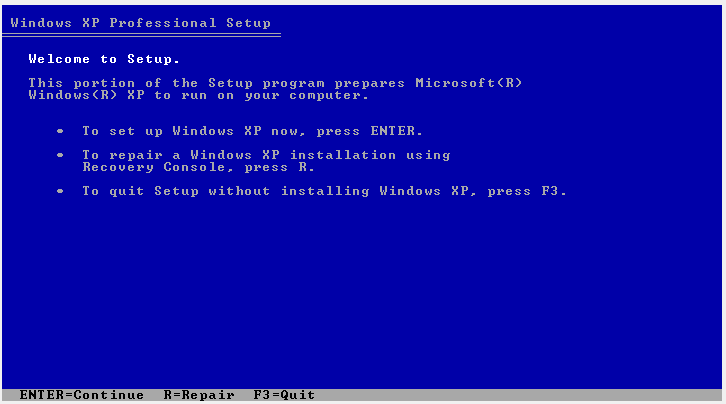 Windows XP Professional Setup
Welcome to Setup.
This portion of the Setup program prepares Microsoft(R)
Windows(R) XP to run on your computer.
• To set up Windows XP now, press ENTER.
• To repair a Windows XP installation using
Recovery Console, press R.
• To quit Setup without installing Windows XP, press F3.
ENTER=Continue R=Repair F3=Quit